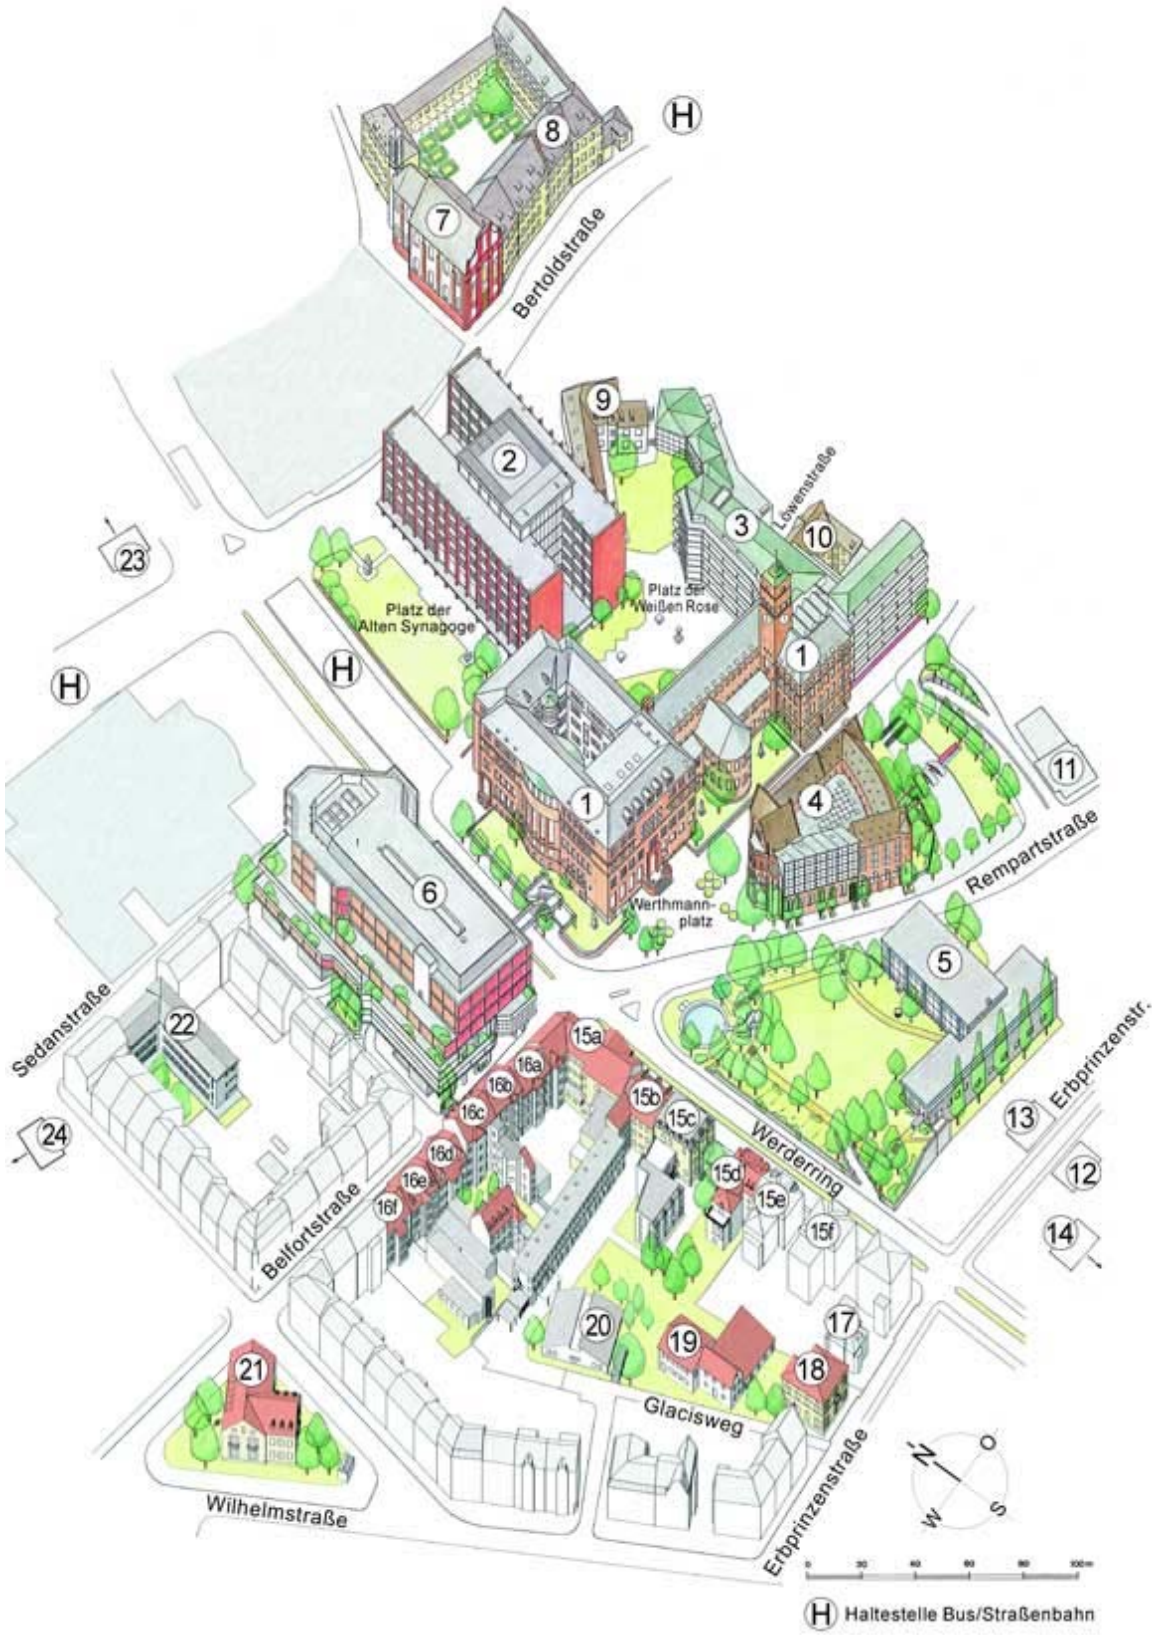 H
8
7
Bertoldstraße
9
2
3
Löwenstraße
10
23
Platz der
Weißen Rose
Platz der
Alten Synagoge
H
H
1
11
1
4
Rempartstraße
6
Werthmann-
platz
5
Sedanstraße
22
15a
16a
16b
15b
16c
15c
Erbprinzenstr.
13
24
16d
Werderring
12
15d
16e
15e
16f
15f
14
Belfortstraße
20
17
19
18
21
Glacisweg
N
O
W
S
Wilhelmstraße
Erbprinzenstraße
0 20 40 60 80 100m
H Haltestelle Bus/Straßenbahn